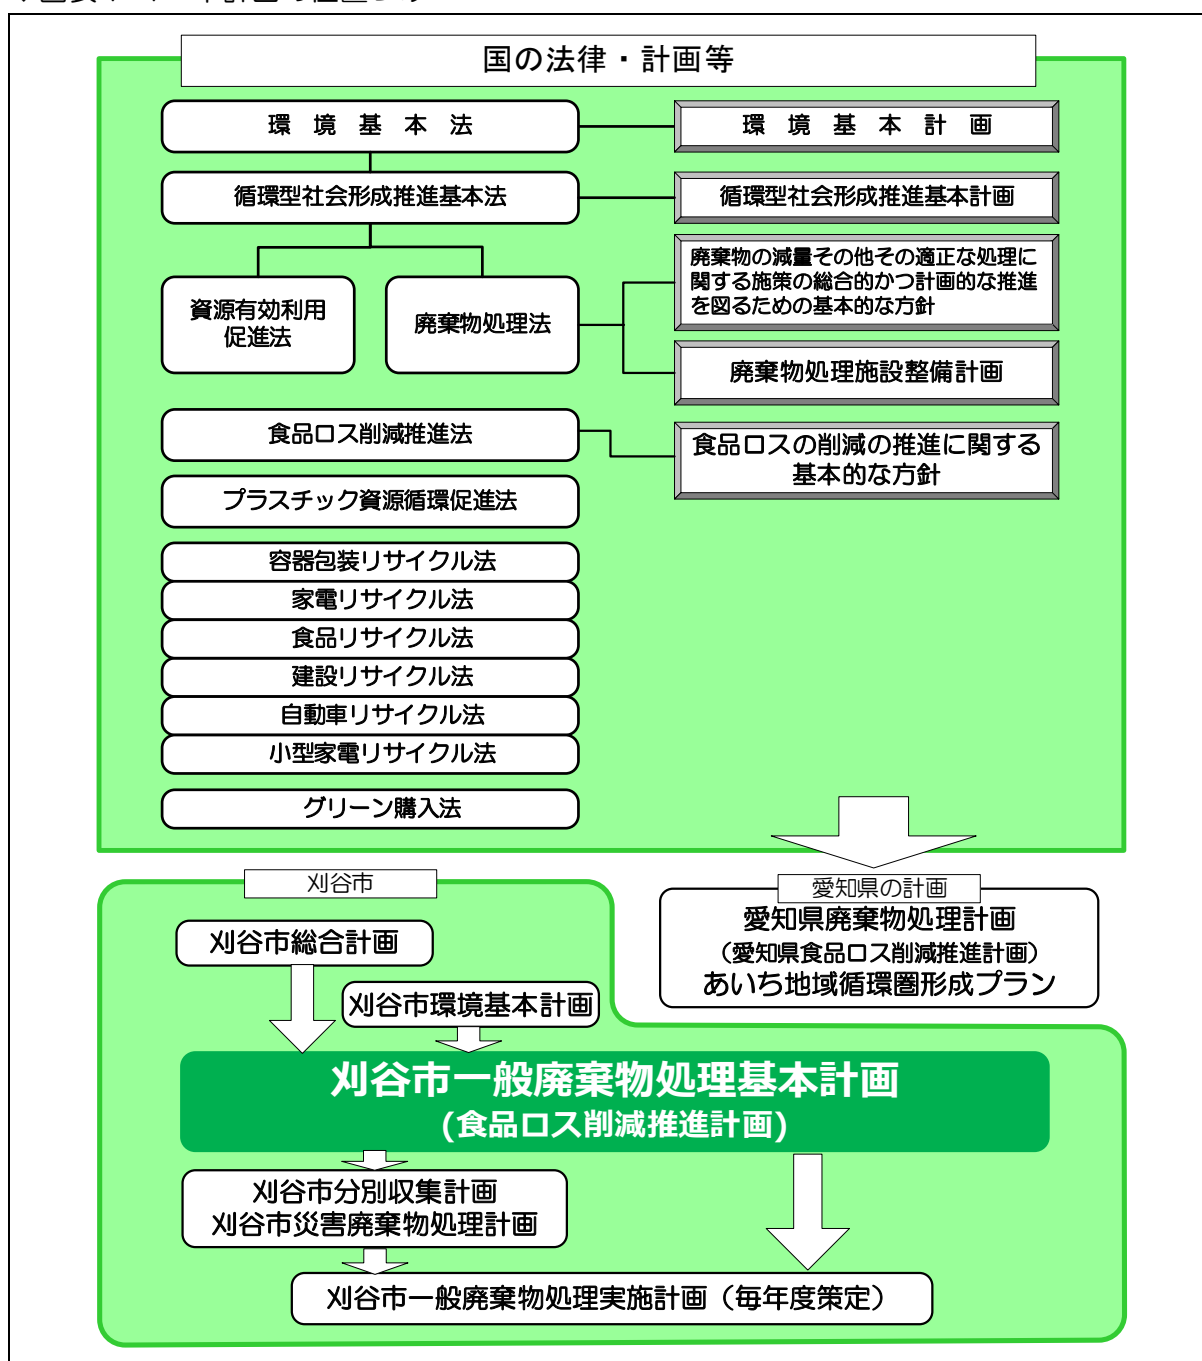 国の法律・計画等
環境基本法
環境基本計画
循環型社会形成推進基本法
循環型社会形成推進基本計画
資源有効利用
促進法
廃棄物処理法
廃棄物の減量その他その適正な処理に
関する施策の総合的かつ計画的な推進
を図るための基本的な方針
廃棄物処理施設整備計画
食品ロス削減推進法
食品ロスの削減の推進に関する
基本的な方針
プラスチック資源循環促進法
容器包装リサイクル法
家電リサイクル法
食品リサイクル法
建設リサイクル法
自動車リサイクル法
小型家電リサイクル法
グリーン購入法
愛知県の計画
愛知県廃棄物処理計画
（愛知県食品ロス削減推進計画）
あいち地域循環圏形成プラン
刈谷市
刈谷市総合計画
刈谷市環境基本計画
刈谷市一般廃棄物処理基本計画
(食品ロス削減推進計画)
刈谷市分別収集計画
刈谷市災害廃棄物処理計画
刈谷市一般廃棄物処理実施計画（毎年度策定）